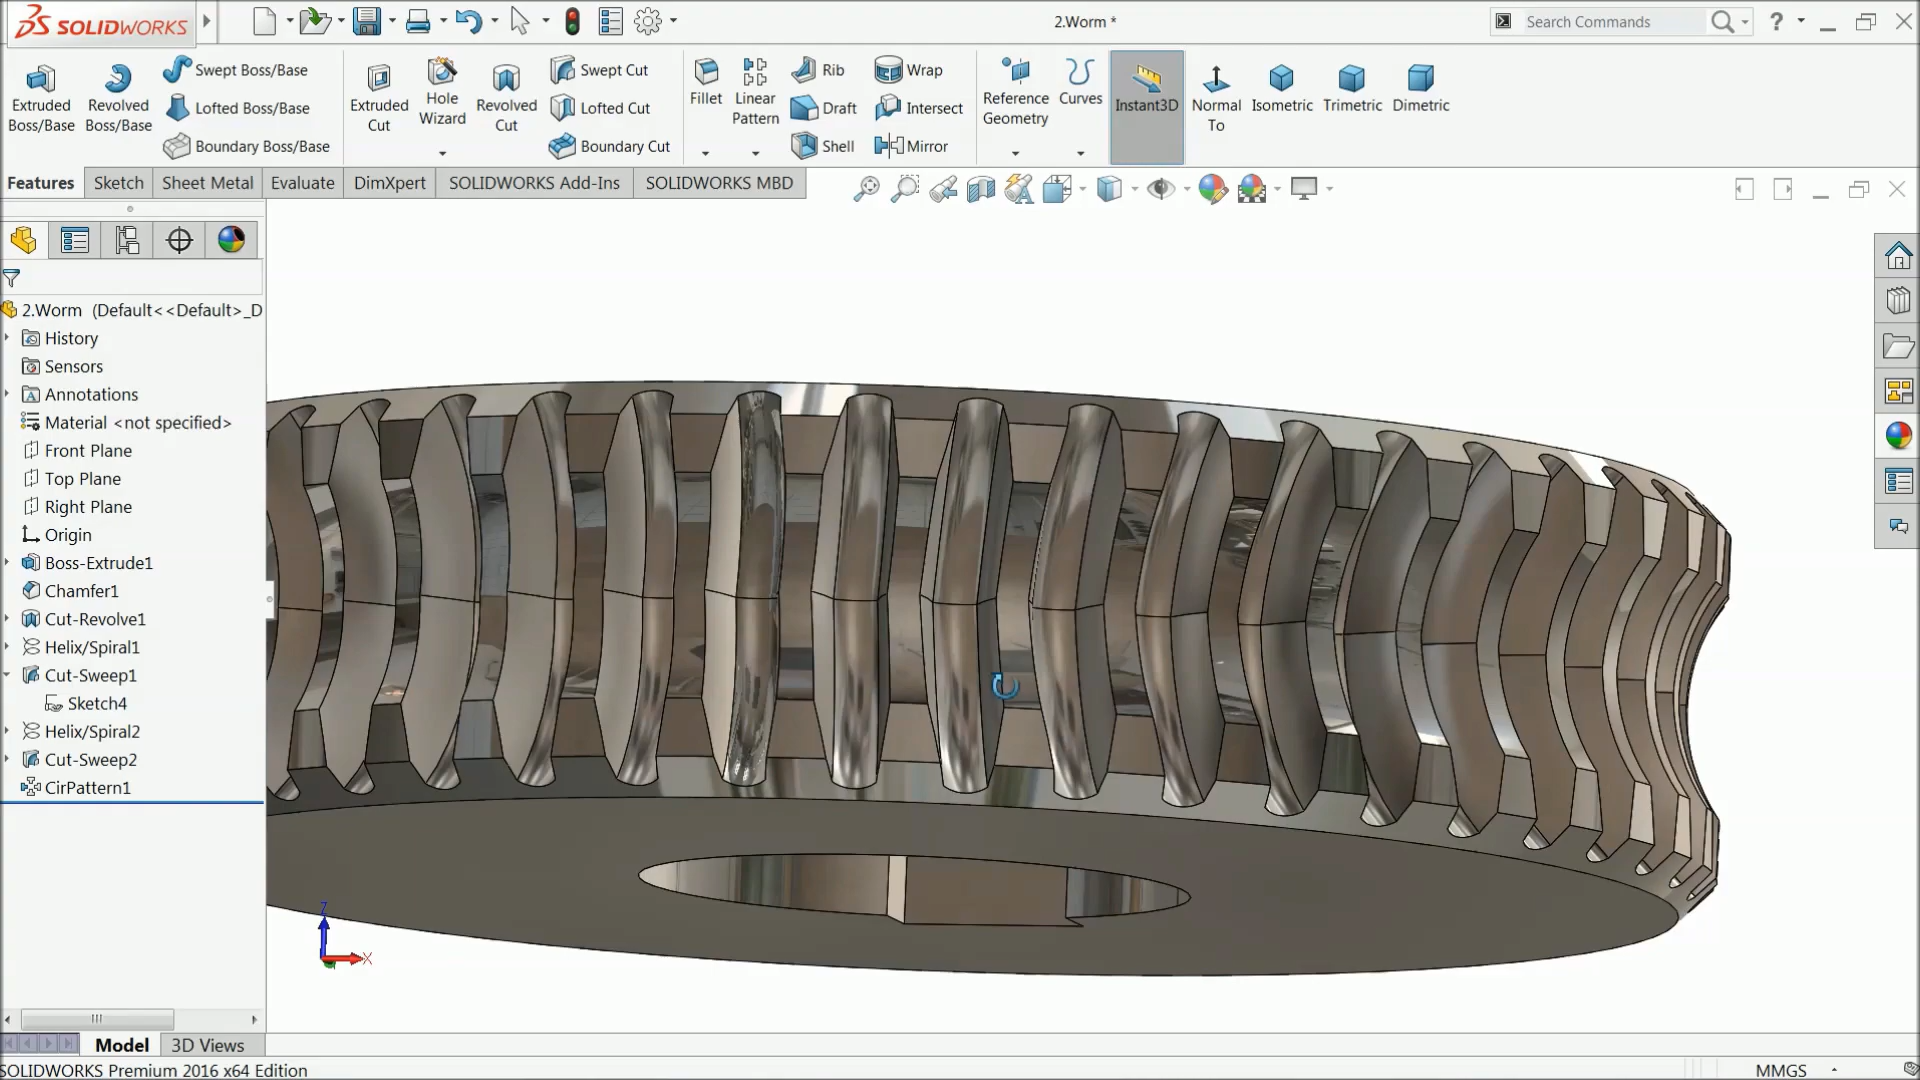 SOLIDWORKS
2.Worm *
Search Commands
?
Extruded Boss/Base
Revolved Boss/Base
Swept Boss/Base
Lofted Boss/Base
Boundary Boss/Base
Extruded Cut
Hole Wizard
Revolved Cut
Swept Cut
Lofted Cut
Boundary Cut
Fillet
Linear Pattern
Rib
Draft
Shell
Wrap
Intersect
Mirror
Reference Geometry
Curves
Instant3D
Normal To
Isometric
Trimetric
Dimetric
Features
Sketch
Sheet Metal
Evaluate
DimXpert
SOLIDWORKS Add-Ins
SOLIDWORKS MBD
2.Worm (Default<<Default>_D
History
Sensors
Annotations
Material <not specified>
Front Plane
Top Plane
Right Plane
Origin
Boss-Extrude1
Chamfer1
Cut-Revolve1
Helix/Spiral1
Cut-Sweep1
Sketch4
Helix/Spiral2
Cut-Sweep2
CirPattern1
Z
X
Model
3D Views
SOLIDWORKS Premium 2016 x64 Edition
MMGS